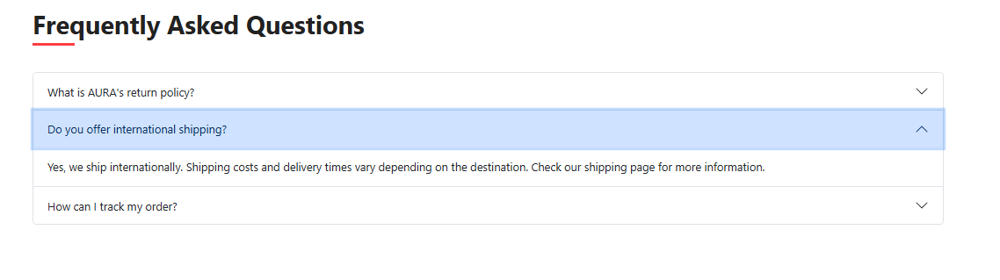 Frequently Asked Questions
What is AURA's return policy?
Do you offer international shipping?
Yes, we ship internationally. Shipping costs and delivery times vary depending on the destination. Check our shipping page for more information.
How can I track my order?